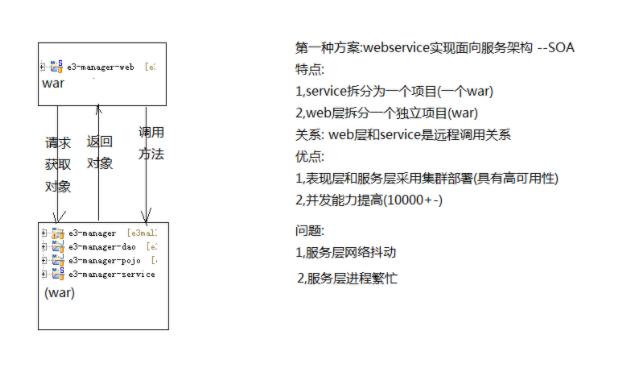 e3-manager-web [e
war
请求
获取
对象
返回
对象
调用
方法
e3-manager [e3mal
e3-manager-dao [e
e3-manager-pojo [
e3-manager-service
(war)
第一种方案:webservice实现面向服务架构 --SOA
特点:
1,service拆分为一个项目(一个war)
2,web层拆分一个独立项目(war)
关系: web层和service是远程调用关系
优点:
1,表现层和服务层采用集群部署(具有高可用性)
2,并发能力提高(10000+-)
问题:
1,服务层网络抖动
2,服务层进程繁忙